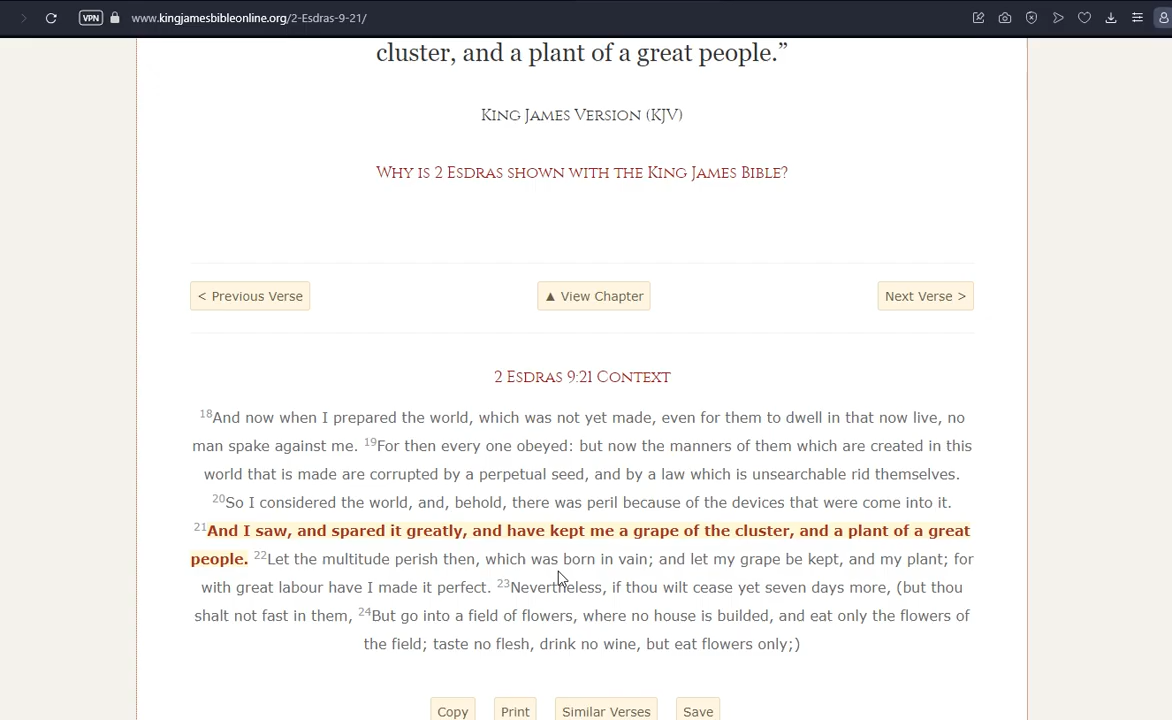 VPN www.kingjamesbibleonline.org/2-Esdras-9-21/
cluster, and a plant of a great people.”
King James Version (KJV)
Why is 2 Esdras shown with the King James Bible?
< Previous Verse ▲ View Chapter Next Verse >
2 Esdras 9:21 Context
18And now when I prepared the world, which was not yet made, even for them to dwell in that now live, no
man spake against me. 19For then every one obeyed: but now the manners of them which are created in this
world that is made are corrupted by a perpetual seed, and by a law which is unsearchable rid themselves.
20So I considered the world, and, behold, there was peril because of the devices that were come into it.
21And I saw, and spared it greatly, and have kept me a grape of the cluster, and a plant of a great
people. 22Let the multitude perish then, which was born in vain; and let my grape be kept, and my plant; for
with great labour have I made it perfect. 23Nevertheless, if thou wilt cease yet seven days more, (but thou
shalt not fast in them, 24But go into a field of flowers, where no house is builded, and eat only the flowers of
the field; taste no flesh, drink no wine, but eat flowers only;)
Copy Print Similar Verses Save